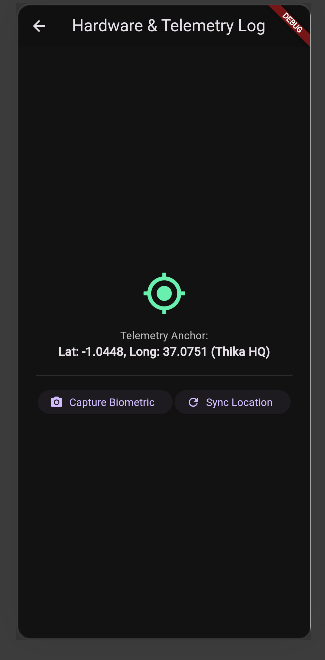 Hardware & Telemetry Log
DEBUG
Telemetry Anchor:
Lat: -1.0448, Long: 37.0751 (Thika HQ)
Capture Biometric
Sync Location